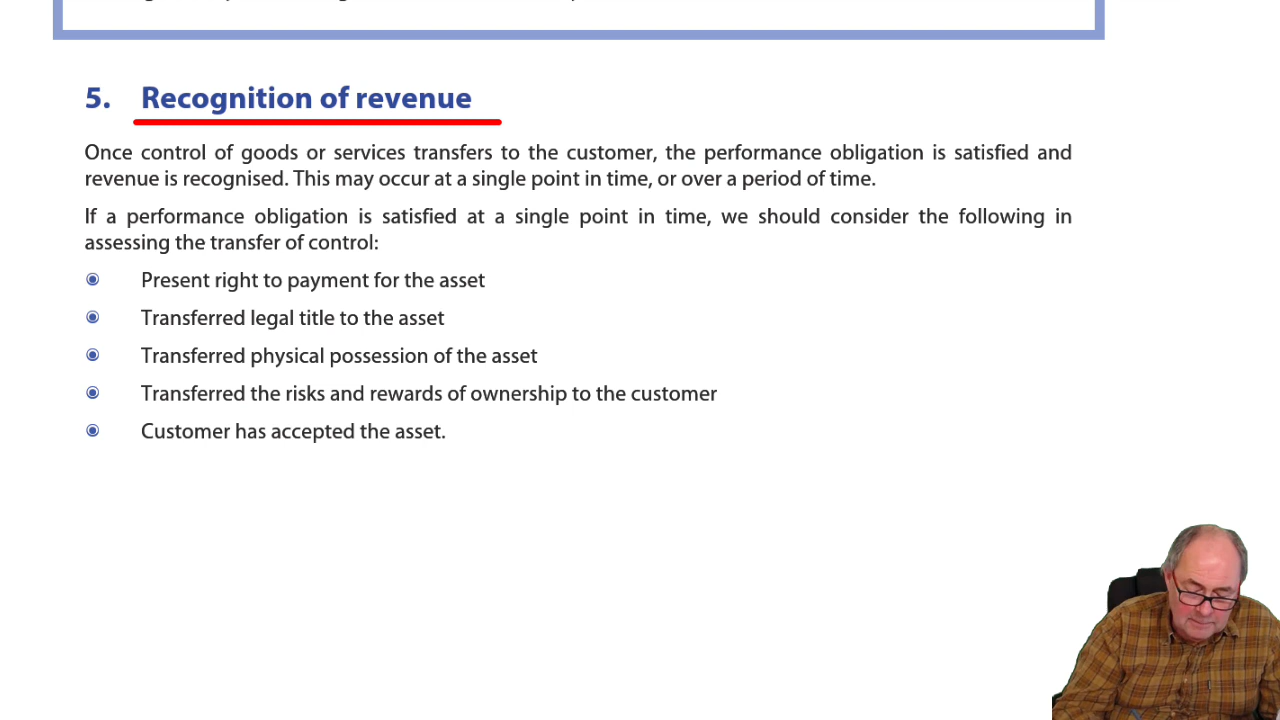 5. Recognition of revenue
Once control of goods or services transfers to the customer, the performance obligation is satisfied and
revenue is recognised. This may occur at a single point in time, or over a period of time.
If a performance obligation is satisfied at a single point in time, we should consider the following in
assessing the transfer of control:
Present right to payment for the asset
Transferred legal title to the asset
Transferred physical possession of the asset
Transferred the risks and rewards of ownership to the customer
Customer has accepted the asset.